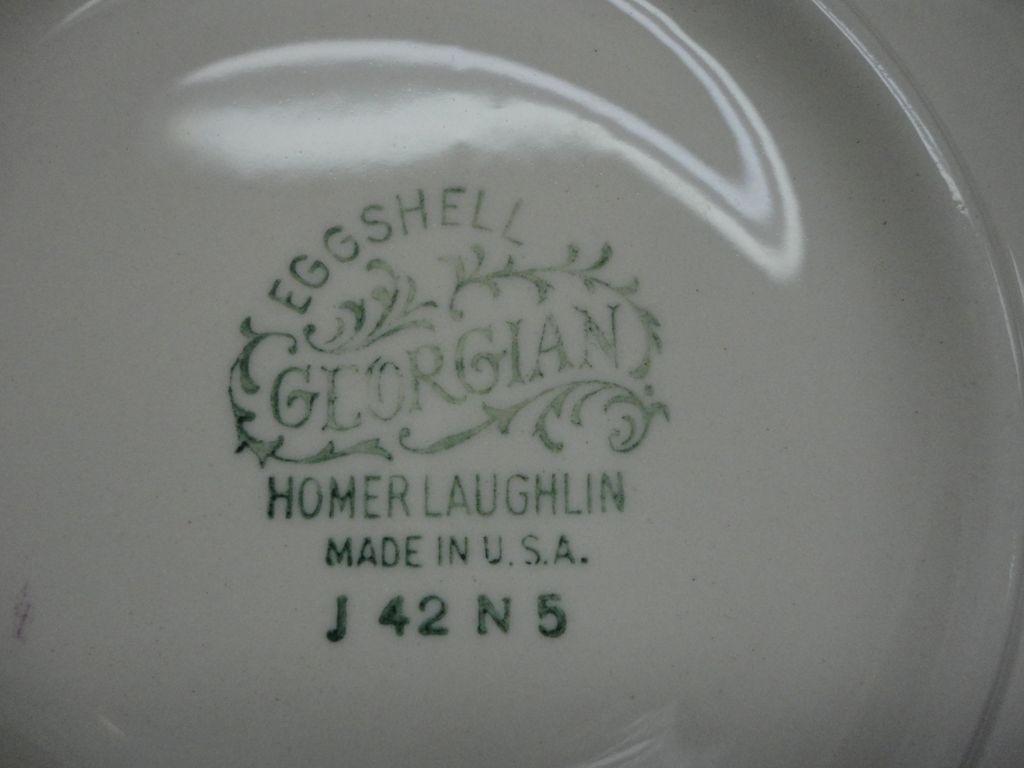 EGGSHELL
GEORGIAN
HOMER LAUGHLIN
MADE IN U.S.A.
J 42 N 5